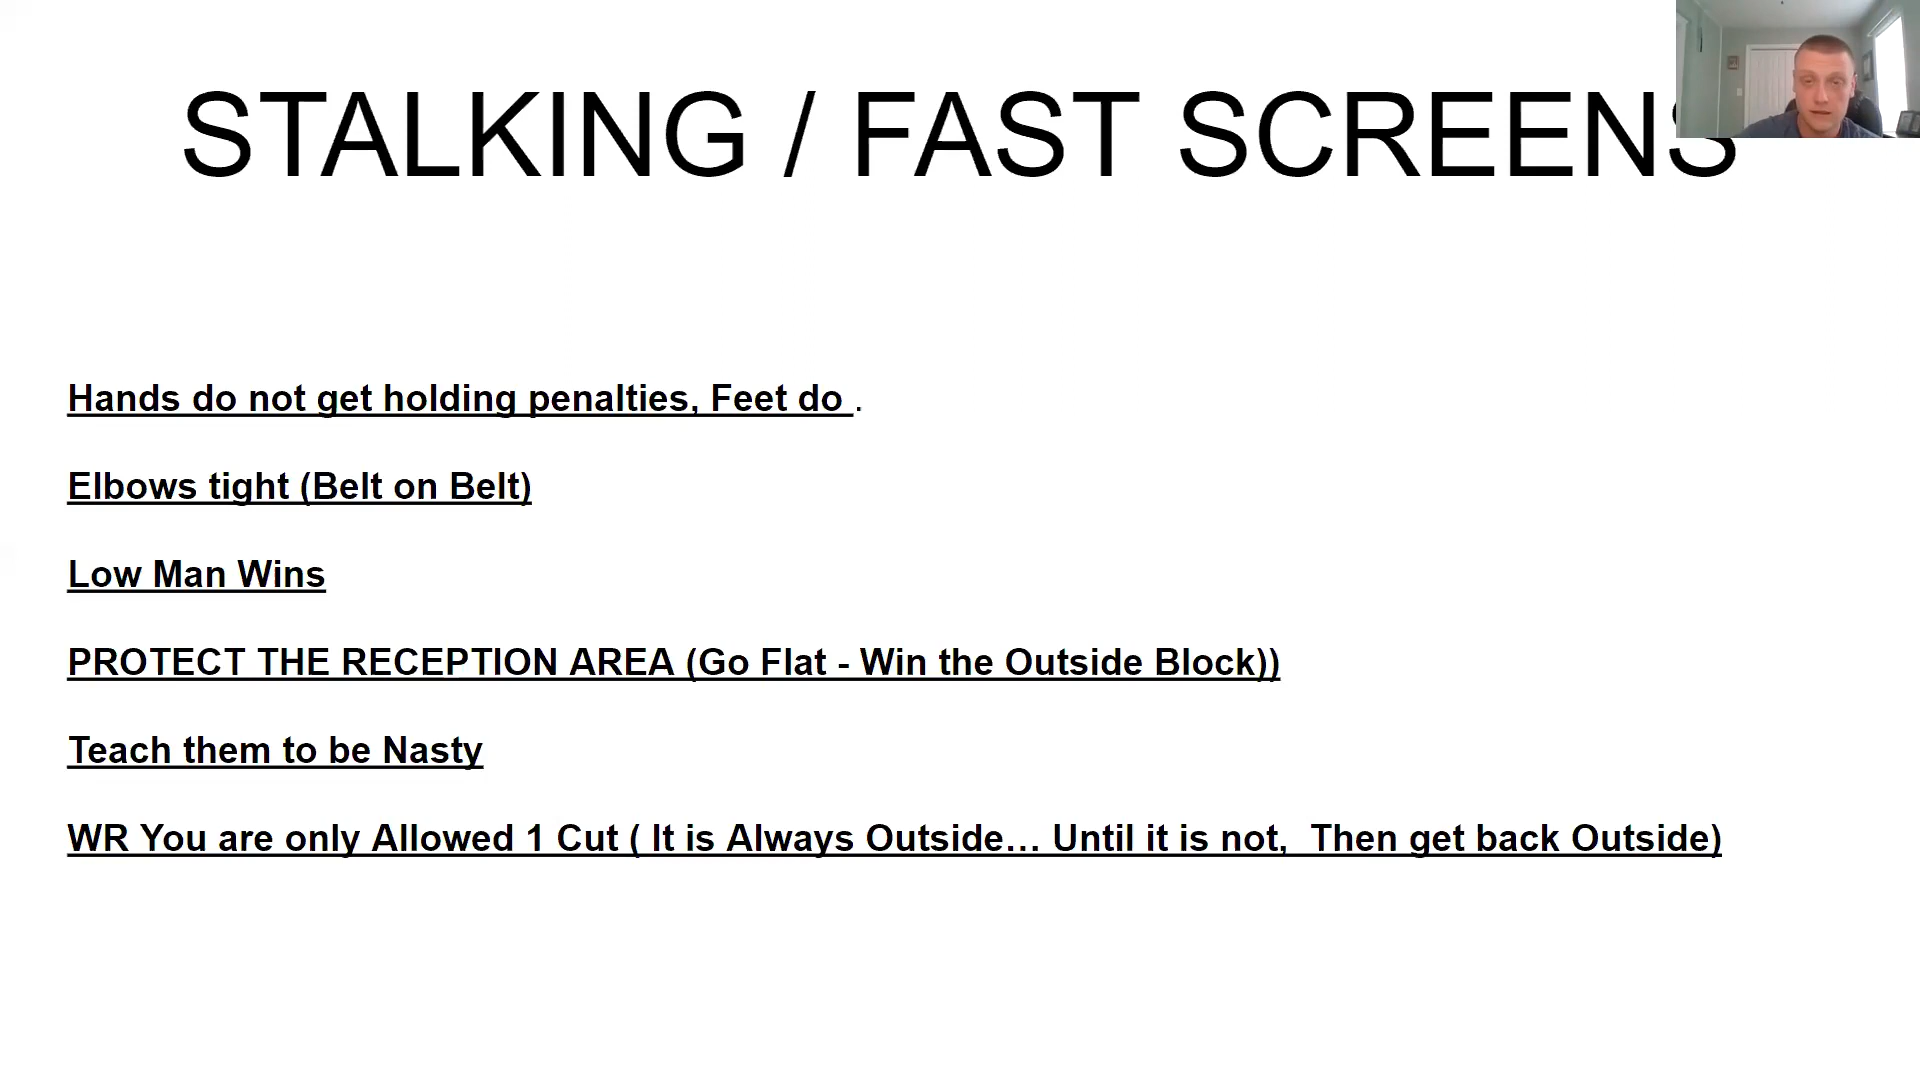 STALKING / FAST SCREENS
Hands do not get holding penalties, Feet do .
Elbows tight (Belt on Belt)
Low Man Wins
PROTECT THE RECEPTION AREA (Go Flat - Win the Outside Block))
Teach them to be Nasty
WR You are only Allowed 1 Cut ( It is Always Outside… Until it is not,  Then get back Outside)